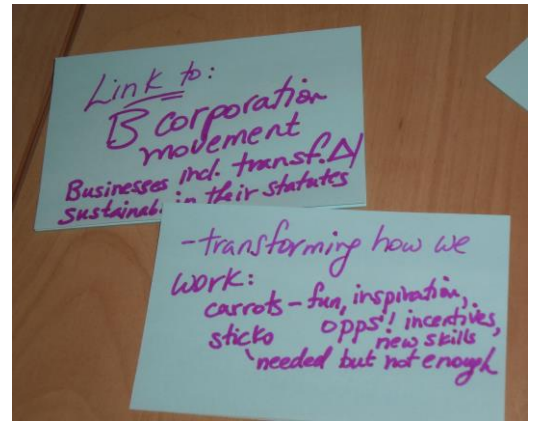 Link to:
B corporation
movement
Businesses incl. transf. Δ/
sustainab. in their statutes
-transforming how we
work:
carrots – fun, inspiration,
opps'! incentives,
sticks new skills
needed but not enough